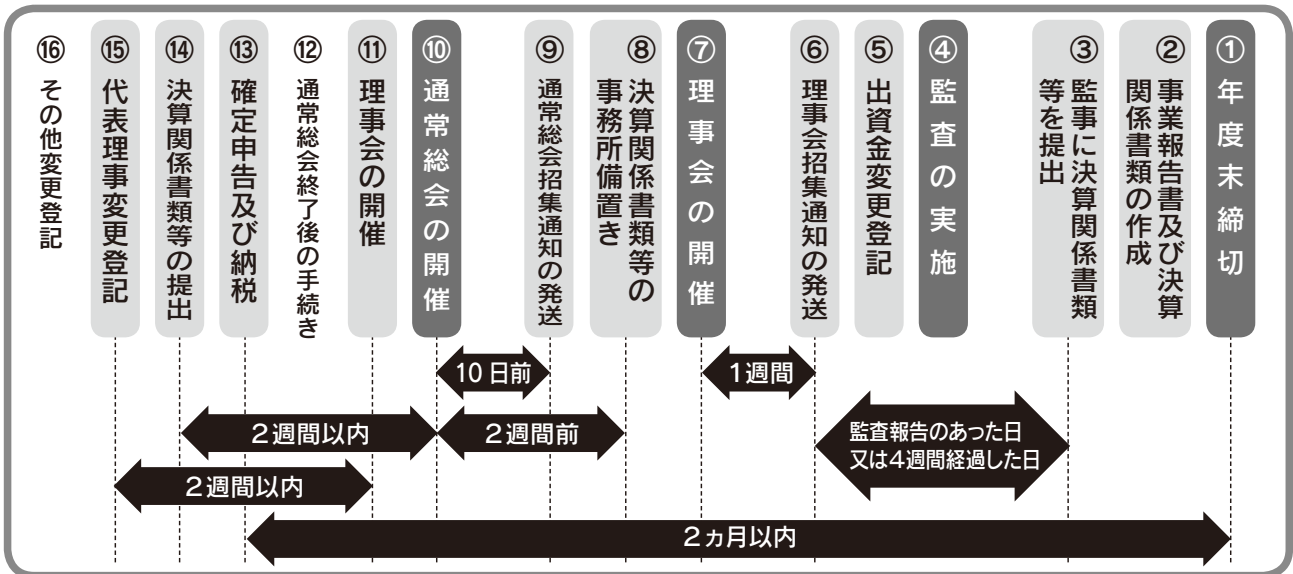 ①年度末締切
②事業報告書及び決算
関係書類の作成
③監事に決算関係書類
等を提出
④監査の実施
⑤出資金変更登記
⑥理事会招集通知の発送
⑦理事会の開催
⑧決算関係書類等の
事務所備置き
⑨通常総会招集通知の発送
⑩通常総会の開催
⑪理事会の開催
⑫通常総会終了後の手続き
⑬確定申告及び納税
⑭決算関係書類等の提出
⑮代表理事変更登記
⑯その他変更登記
10日前
1週間
2週間以内
2週間前
監査報告のあった日
又は4週間経過した日
2週間以内
2ヵ月以内